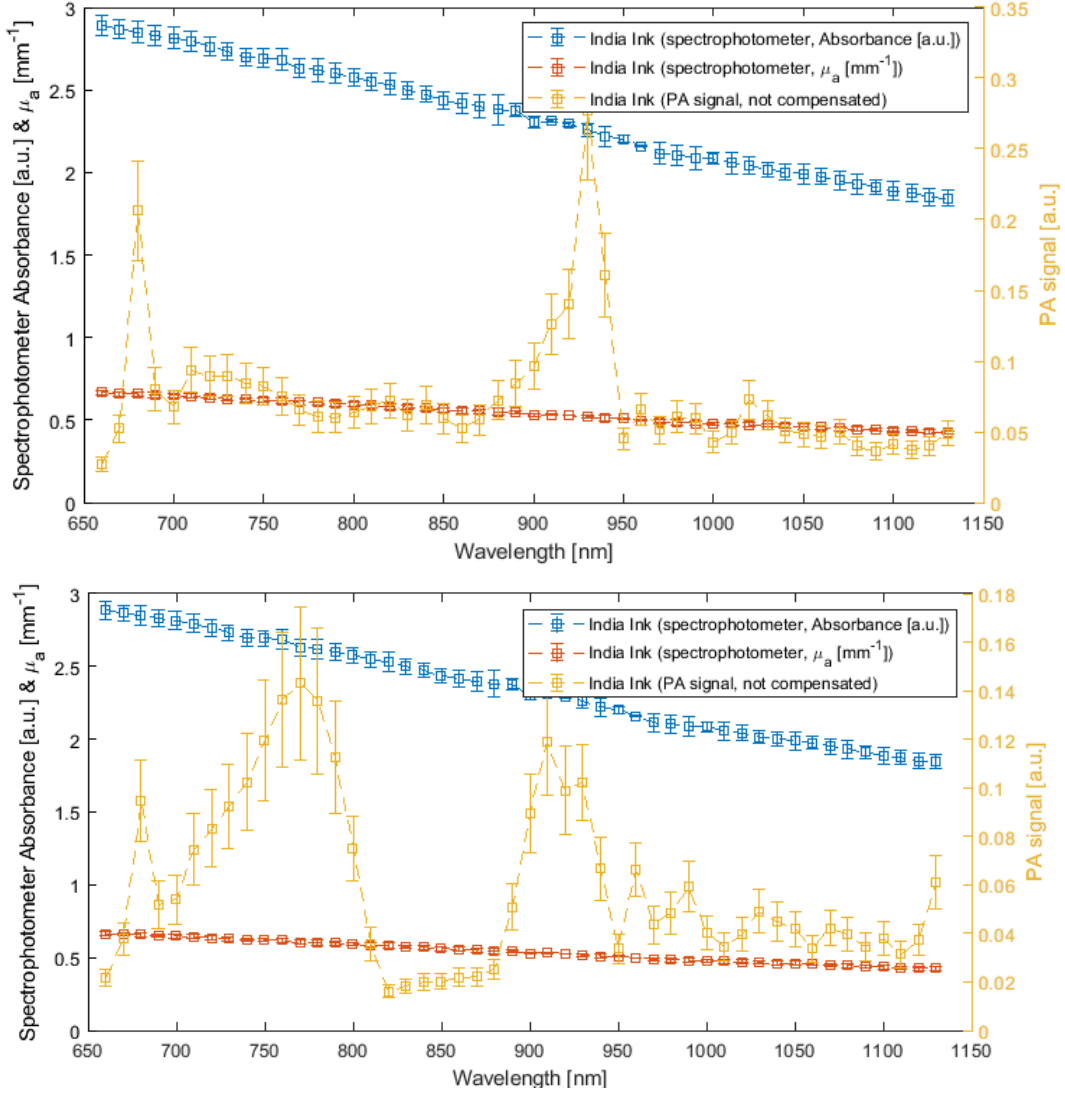 Spectrophotometer Absorbance [a.u.] & μa [mm-1]
3
2.5
2
1.5
1
0.5
0
India Ink (spectrophotometer, Absorbance [a.u.])
India Ink (spectrophotometer, μa [mm-1])
India Ink (PA signal, not compensated)
0.35
0.3
0.25
0.2
0.15
0.1
0.05
0
PA signal [a.u.]
650 700 750 800 850 900 950 1000 1050 1100 1150
Wavelength [nm]
Spectrophotometer Absorbance [a.u.] & μa [mm-1]
3
2.5
2
1.5
1
0.5
0
India Ink (spectrophotometer, Absorbance [a.u.])
India Ink (spectrophotometer, μa [mm-1])
India Ink (PA signal, not compensated)
0.18
0.16
0.14
0.12
0.1
0.08
0.06
0.04
0.02
0
PA signal [a.u.]
650 700 750 800 850 900 950 1000 1050 1100 1150
Wavelength [nm]